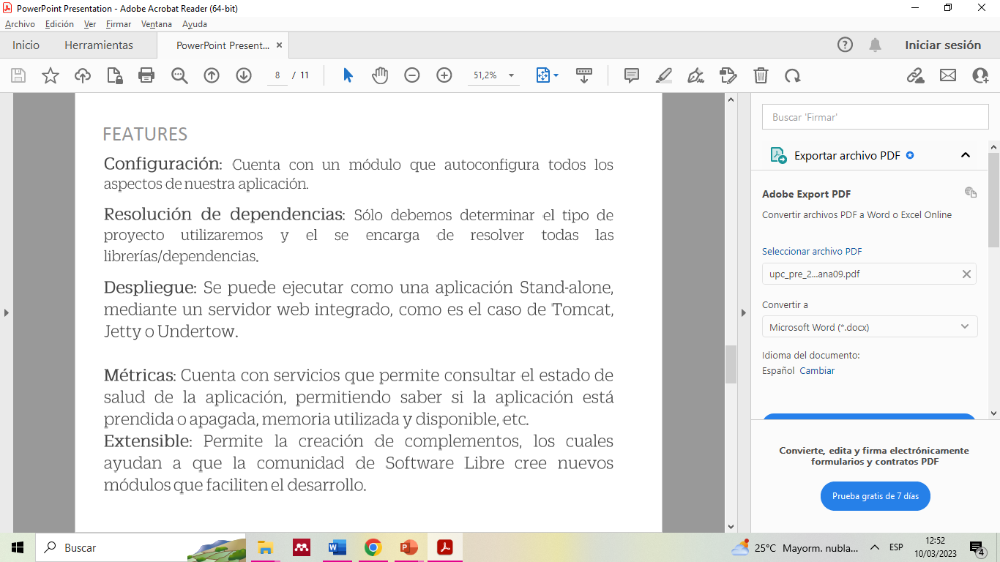 PowerPoint Presentation - Adobe Acrobat Reader (64-bit)
Archivo Edición Ver Firmar Ventana Ayuda
Inicio Herramientas PowerPoint Present... × Iniciar sesión
8 / 11 51,2%
FEATURES
Configuración: Cuenta con un módulo que autoconfigura todos los
aspectos de nuestra aplicación.
Resolución de dependencias: Sólo debemos determinar el tipo de
proyecto utilizaremos y el se encarga de resolver todas las
librerías/dependencias.
Despliegue: Se puede ejecutar como una aplicación Stand-alone,
mediante un servidor web integrado, como es el caso de Tomcat,
Jetty o Undertow.
Métricas: Cuenta con servicios que permite consultar el estado de
salud de la aplicación, permitiendo saber si la aplicación está
prendida o apagada, memoria utilizada y disponible, etc.
Extensible: Permite la creación de complementos, los cuales
ayudan a que la comunidad de Software Libre cree nuevos
módulos que faciliten el desarrollo.
Buscar 'Firmar'
Exportar archivo PDF
Adobe Export PDF
Convertir archivos PDF a Word o Excel Online
Seleccionar archivo PDF
upc_pre_2...ana09.pdf
Convertir a
Microsoft Word (*.docx)
Idioma del documento:
Español Cambiar
Convierte, edita y firma electrónicamente
formularios y contratos PDF
Prueba gratis de 7 días
Buscar
25°C Mayorm. nubla... ESP 12:52
10/03/2023
4